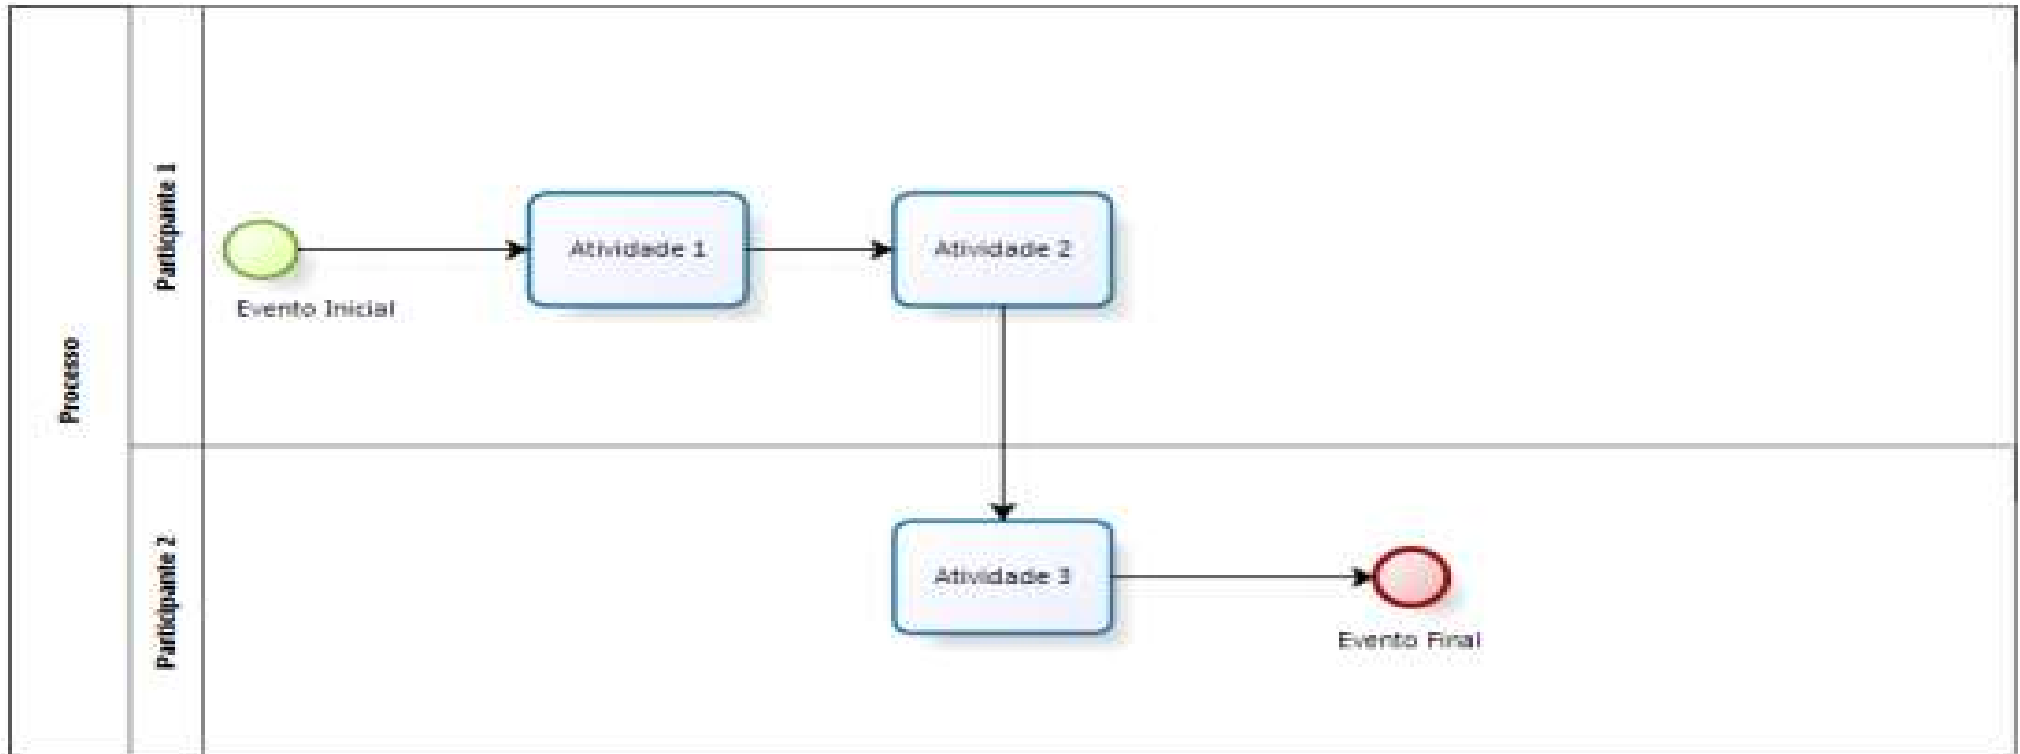 Processo
Participante 1
Evento Inicial
Atividade 1
Atividade 2
Participante 2
Atividade 3
Evento Final